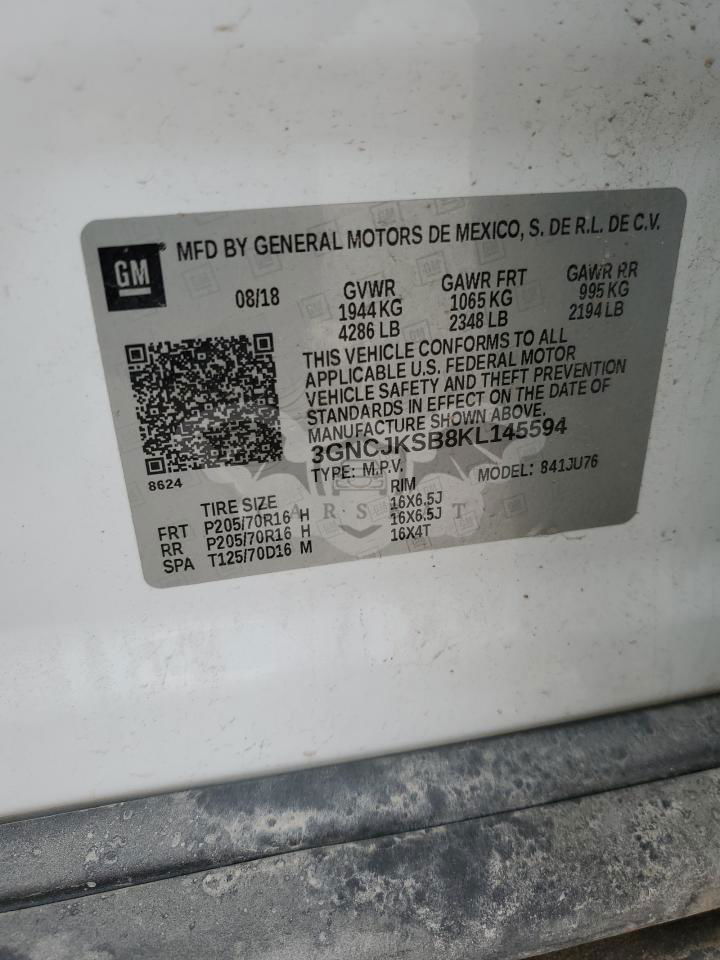 GM
MFD BY GENERAL MOTORS DE MEXICO, S. DE R.L. DE C.V.
08/18 GVWR GAWR FRT GAWR RR
1944 KG 1065 KG 995 KG
4286 LB 2348 LB 2194 LB
THIS VEHICLE CONFORMS TO ALL
APPLICABLE U.S. FEDERAL MOTOR
VEHICLE SAFETY AND THEFT PREVENTION
STANDARDS IN EFFECT ON THE DATE OF
MANUFACTURE SHOWN ABOVE.
3GNCJKSB8KL145594
8624 TYPE: M.P.V. MODEL: 841JU76
TIRE SIZE RIM
FRT P205/70R16 H 16X6.5J
RR P205/70R16 H 16X6.5J
SPA T125/70D16 M 16X4T